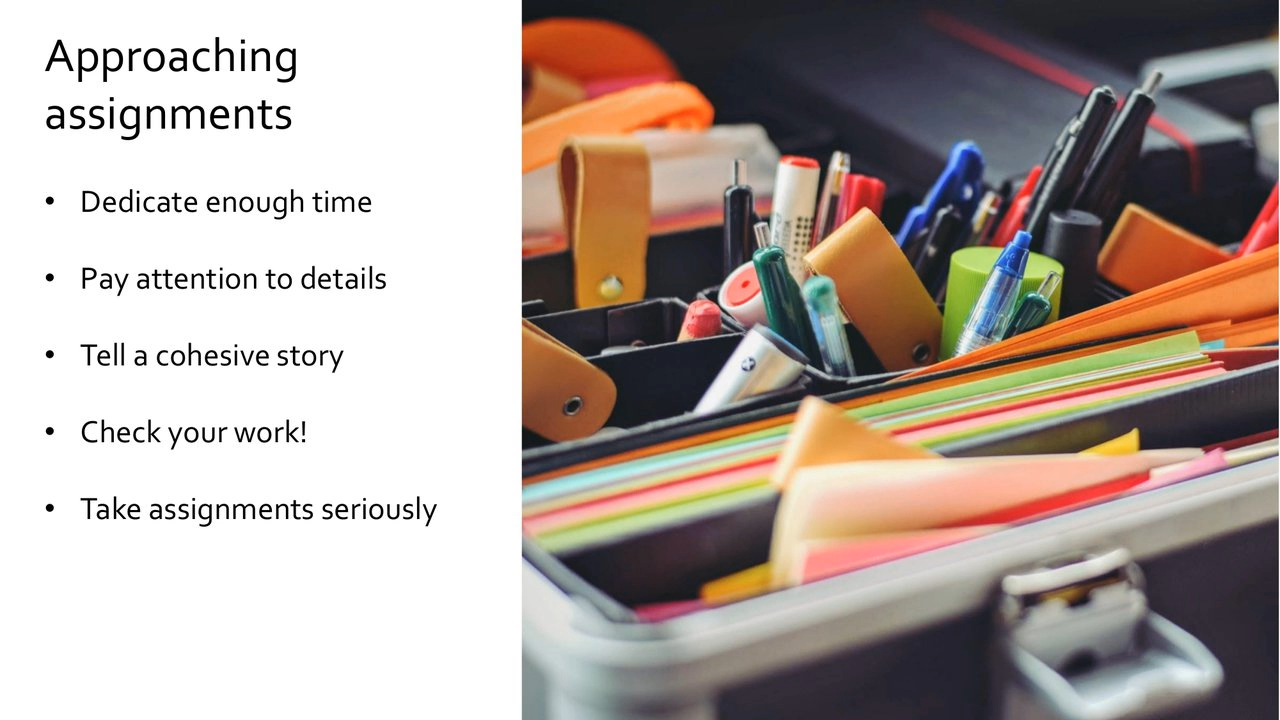 Approaching
assignments
• Dedicate enough time
• Pay attention to details
• Tell a cohesive story
• Check your work!
• Take assignments seriously